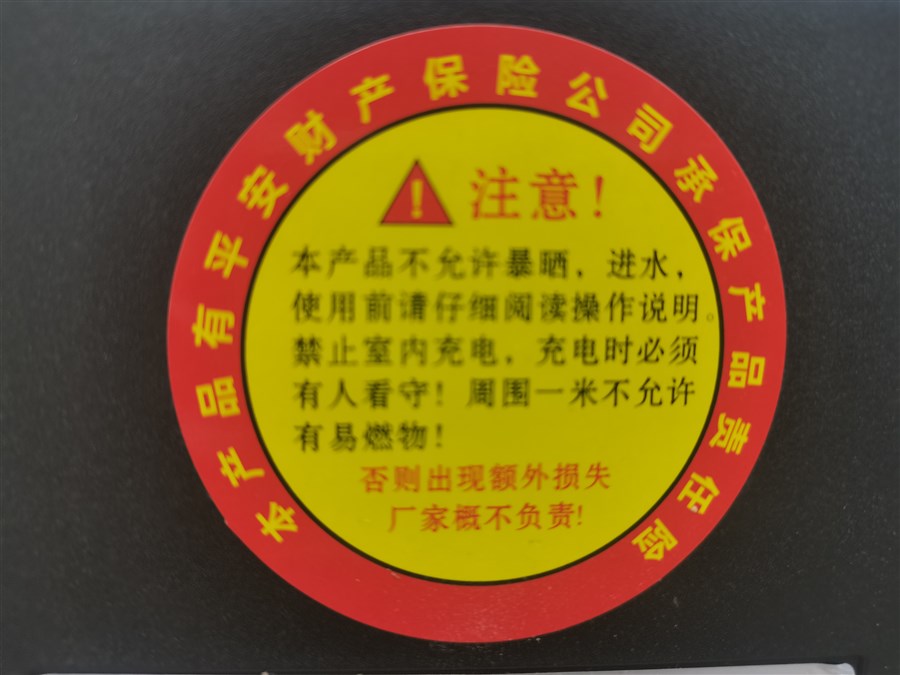 本产品有平安财产保险公司承保产品责任险
注意！
本产品不允许暴晒，进水，
使用前请仔细阅读操作说明。
禁止室内充电，充电时必须
有人看守！周围一米不允许
有易燃物！
否则出现额外损失
厂家概不负责！